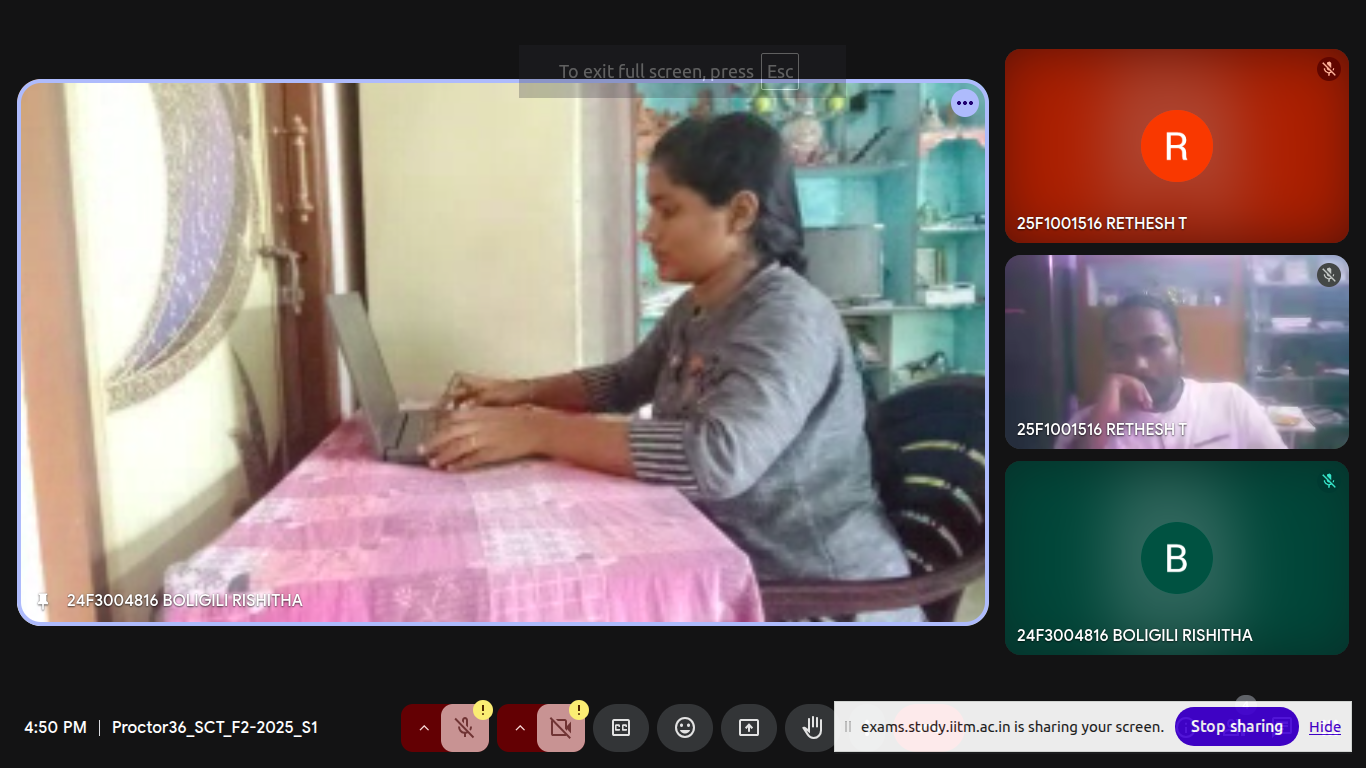 To exit full screen, press Esc
24F3004816 BOLIGILI RISHITHA
R
25F1001516 RETHESH T
25F1001516 RETHESH T
B
24F3004816 BOLIGILI RISHITHA
4:50 PM | Proctor36_SCT_F2-2025_S1
CC
exams.study.iitm.ac.in is sharing your screen.
Stop sharing
Hide